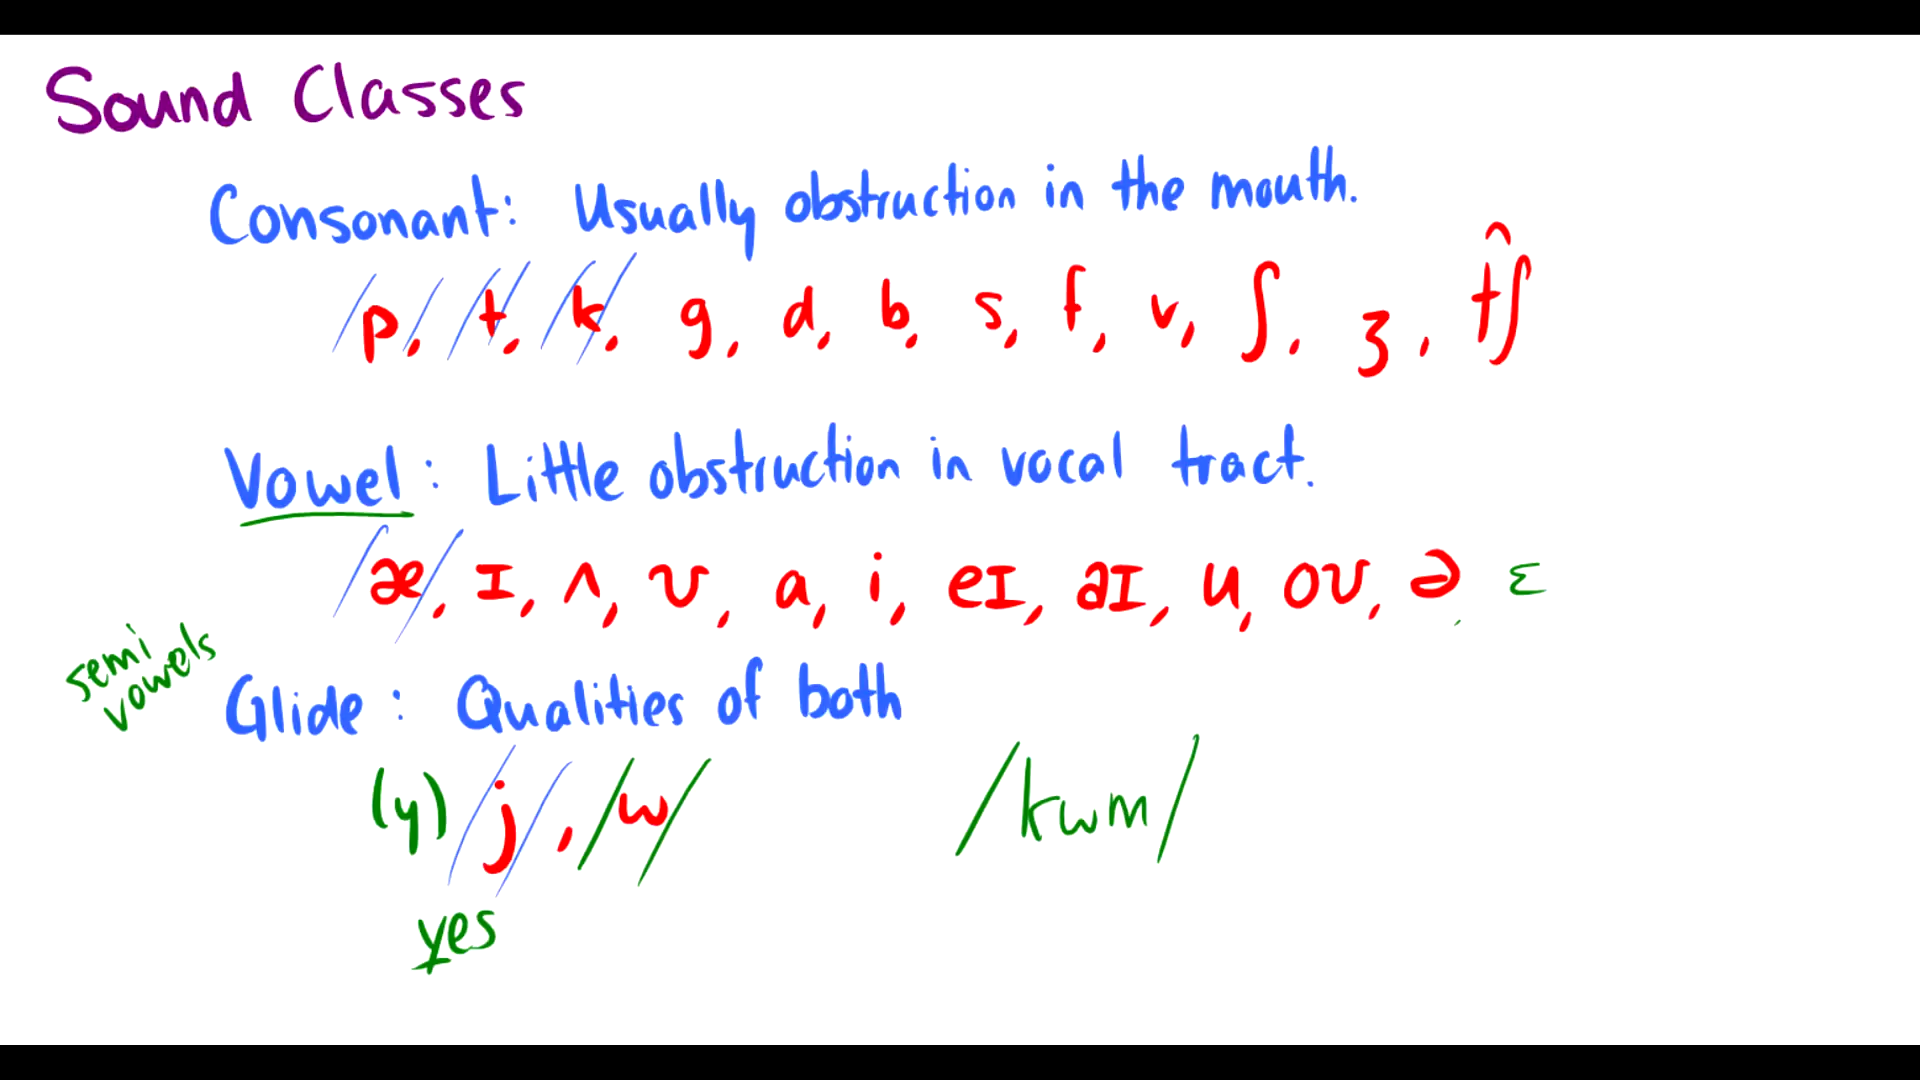 Sound Classes
Consonant: Usually obstruction in the mouth.
/p/, /t/, /k/, g, d, b, s, f, v, ʃ, ʒ, t͡ʃ
Vowel: Little obstruction in vocal tract.
/æ/, ɪ, ʌ, ʊ, a, i, eɪ, aɪ, u, oʊ, ə, ɛ
semi vowels
Glide: Qualities of both
(y) /j/, /w/ /kwm/
yes